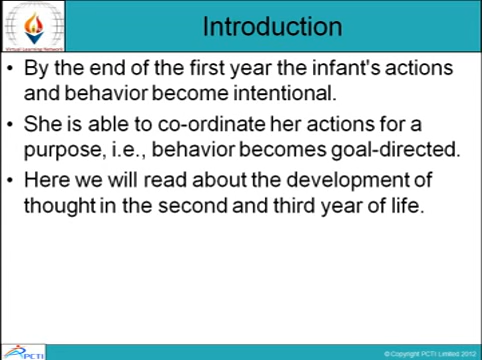 Introduction
Virtual Learning Network
• By the end of the first year the infant's actions
and behavior become intentional.
• She is able to co-ordinate her actions for a
purpose, i.e., behavior becomes goal-directed.
• Here we will read about the development of
thought in the second and third year of life.
PCTI
© Copyright PCTI Limited 2012